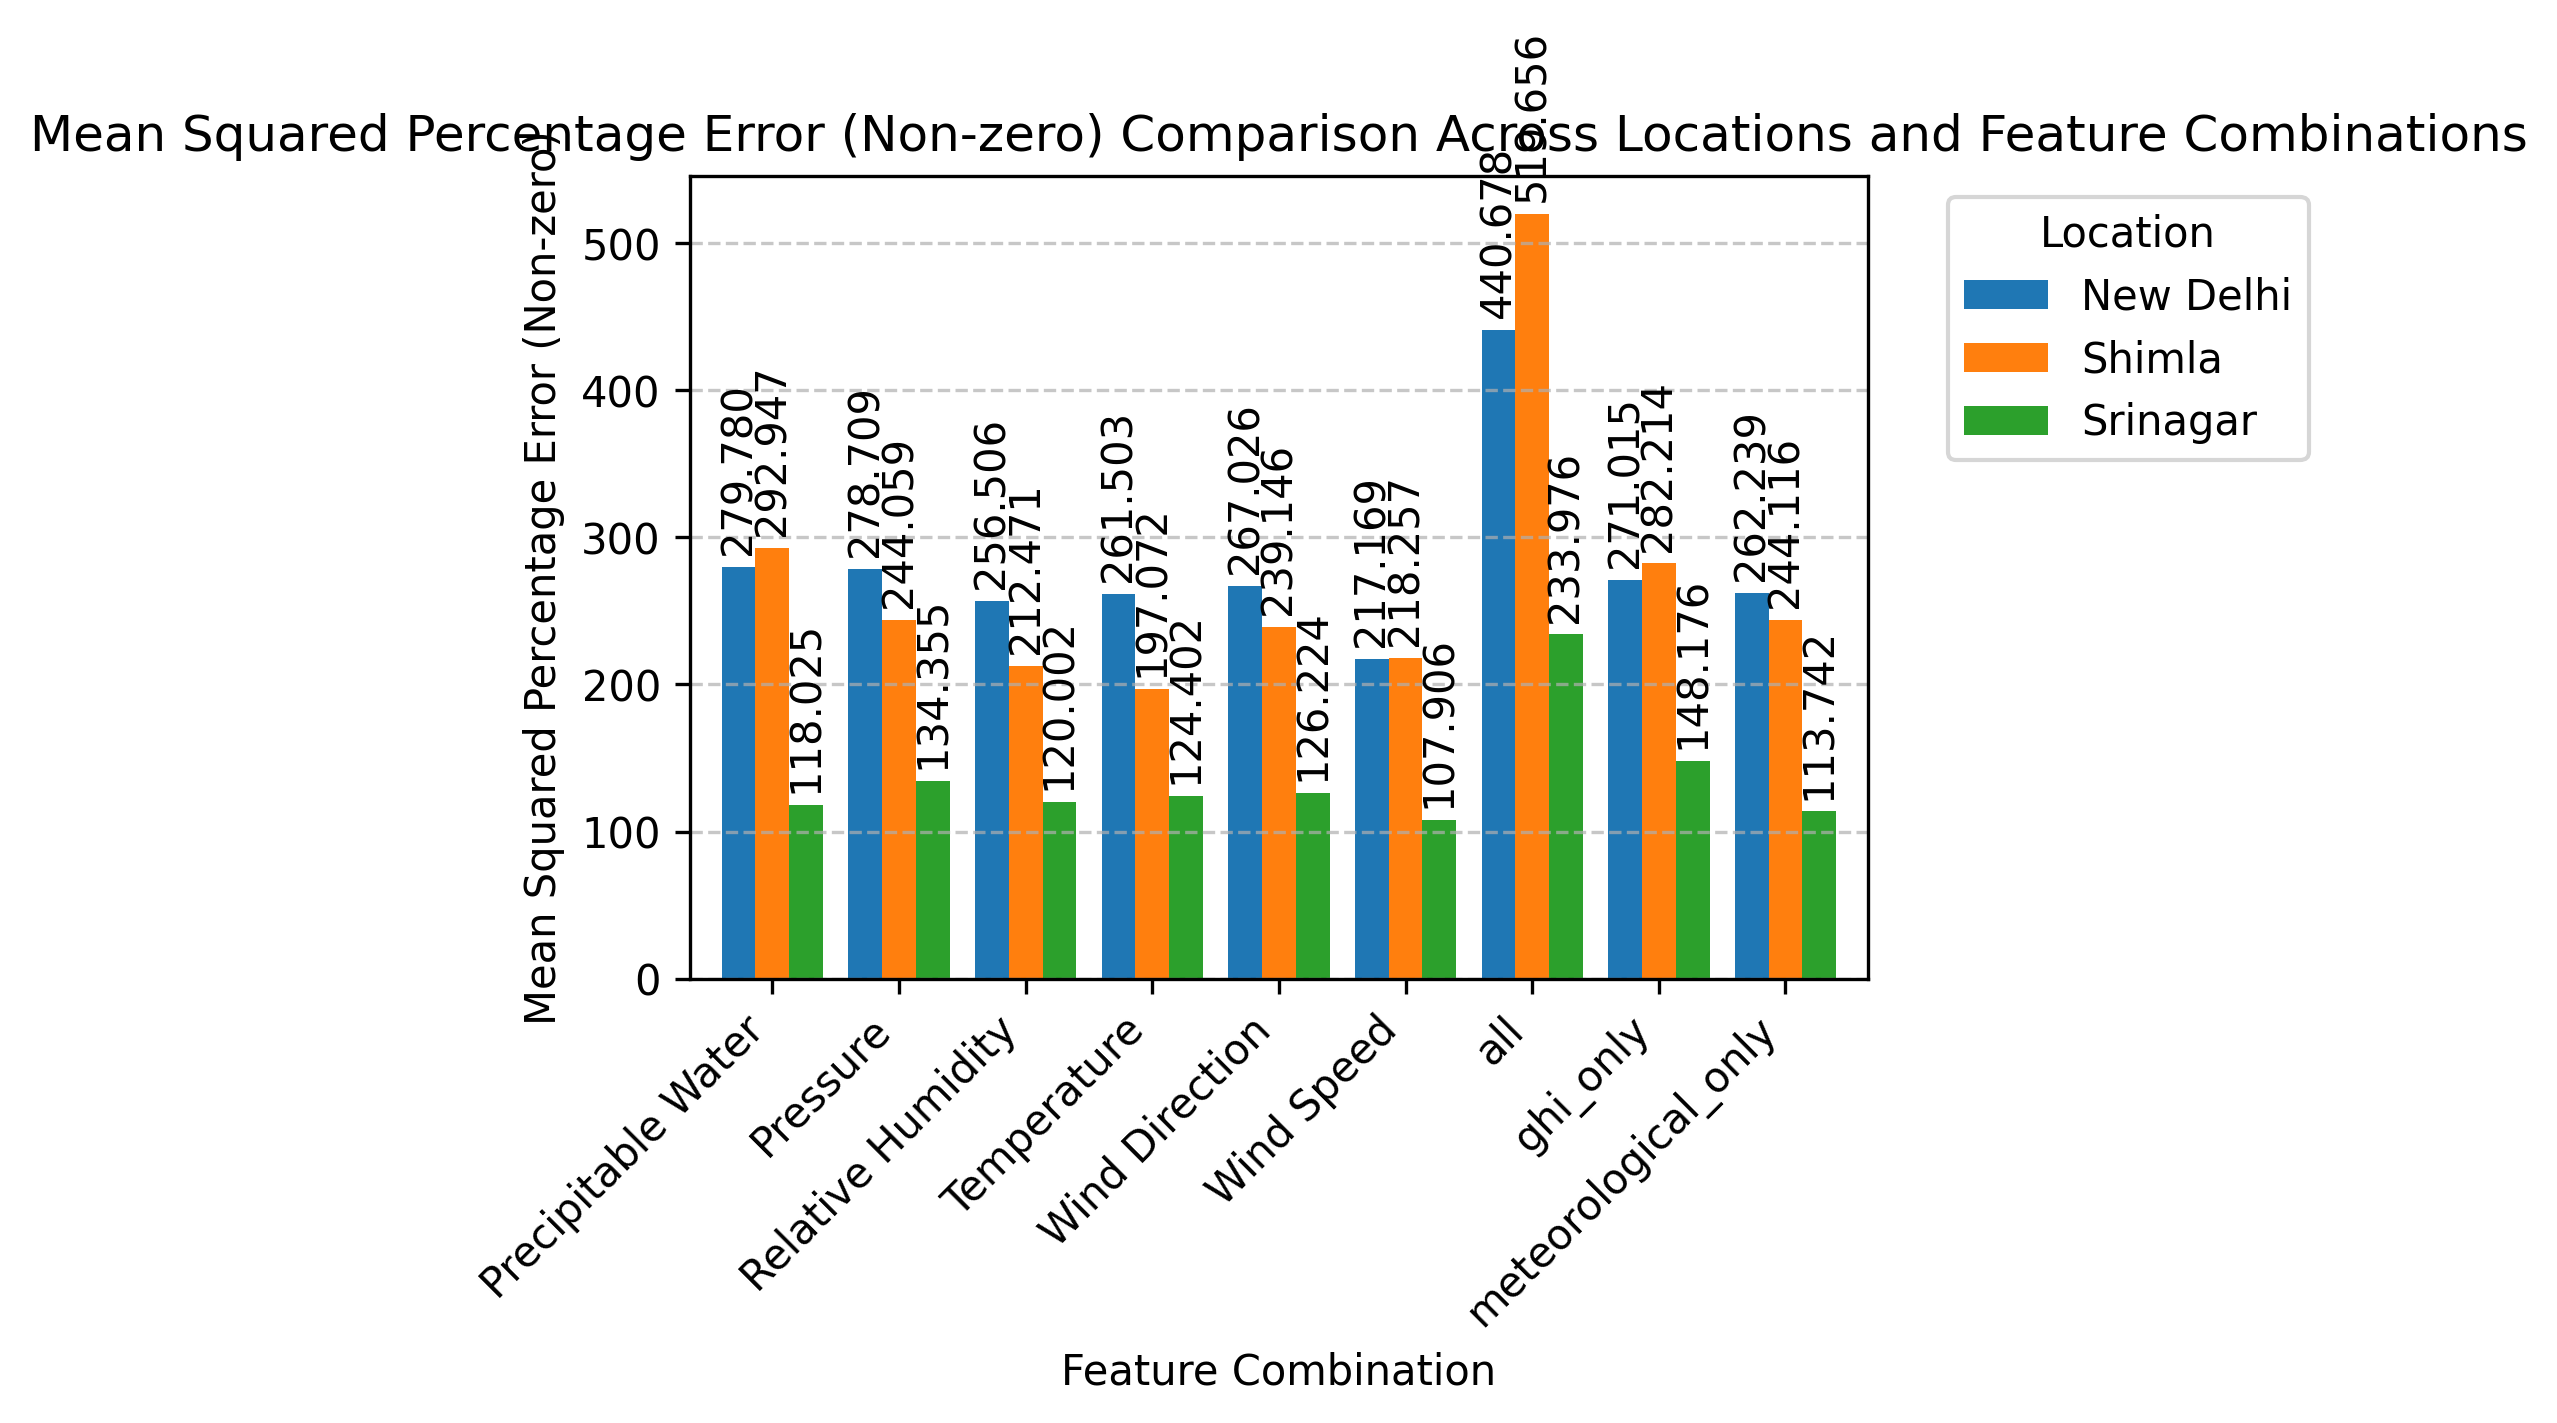 Mean Squared Percentage Error (Non-zero) Comparison Across Locations and Feature Combinations
Mean Squared Percentage Error (Non-zero)
500
400
300
200
100
0
279.780
292.947
118.025
278.709
244.059
134.355
256.506
212.471
120.002
261.503
197.072
124.402
267.026
239.146
126.224
217.169
218.257
107.906
440.678
519.656
233.976
271.015
282.214
148.176
262.239
244.116
113.742
Location
New Delhi
Shimla
Srinagar
Precipitable Water
Pressure
Relative Humidity
Temperature
Wind Direction
Wind Speed
all
ghi_only
meteorological_only
Feature Combination